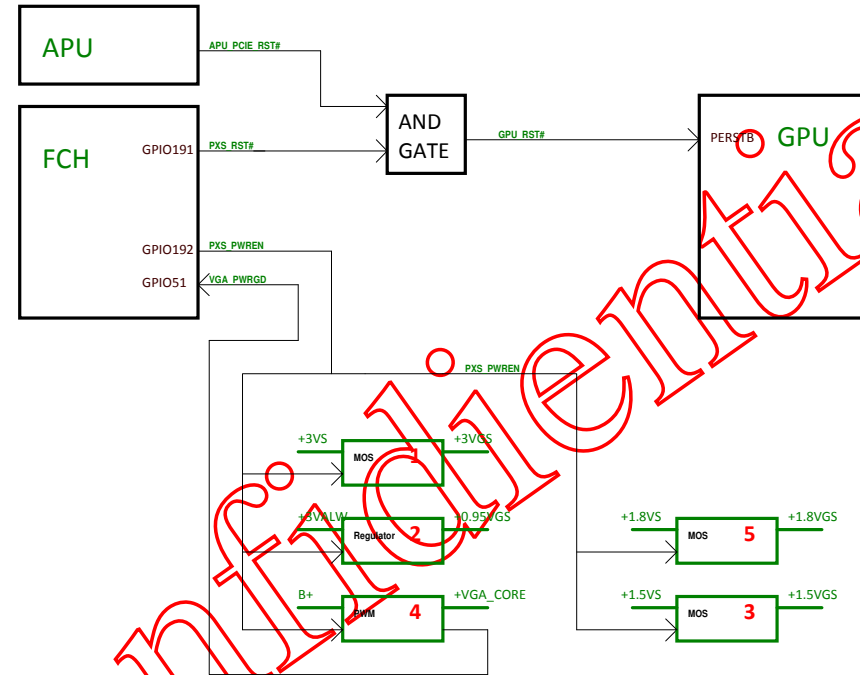 APU
APU_PCIE_RST#
FCH
GPIO191
PXS_RST#
AND
GATE
GPU_RST#
PERSTB
GPU
GPIO192
PXS_PWREN
GPIO51
VGA_PWRGD
PXS_PWREN
+3VS
MOS
1
+3VGS
+3VALW
Regulator
2
+0.95VGS
+1.8VS
MOS
5
+1.8VGS
B+
PWM
4
+VGA_CORE
+1.5VS
MOS
3
+1.5VGS
nfidentia